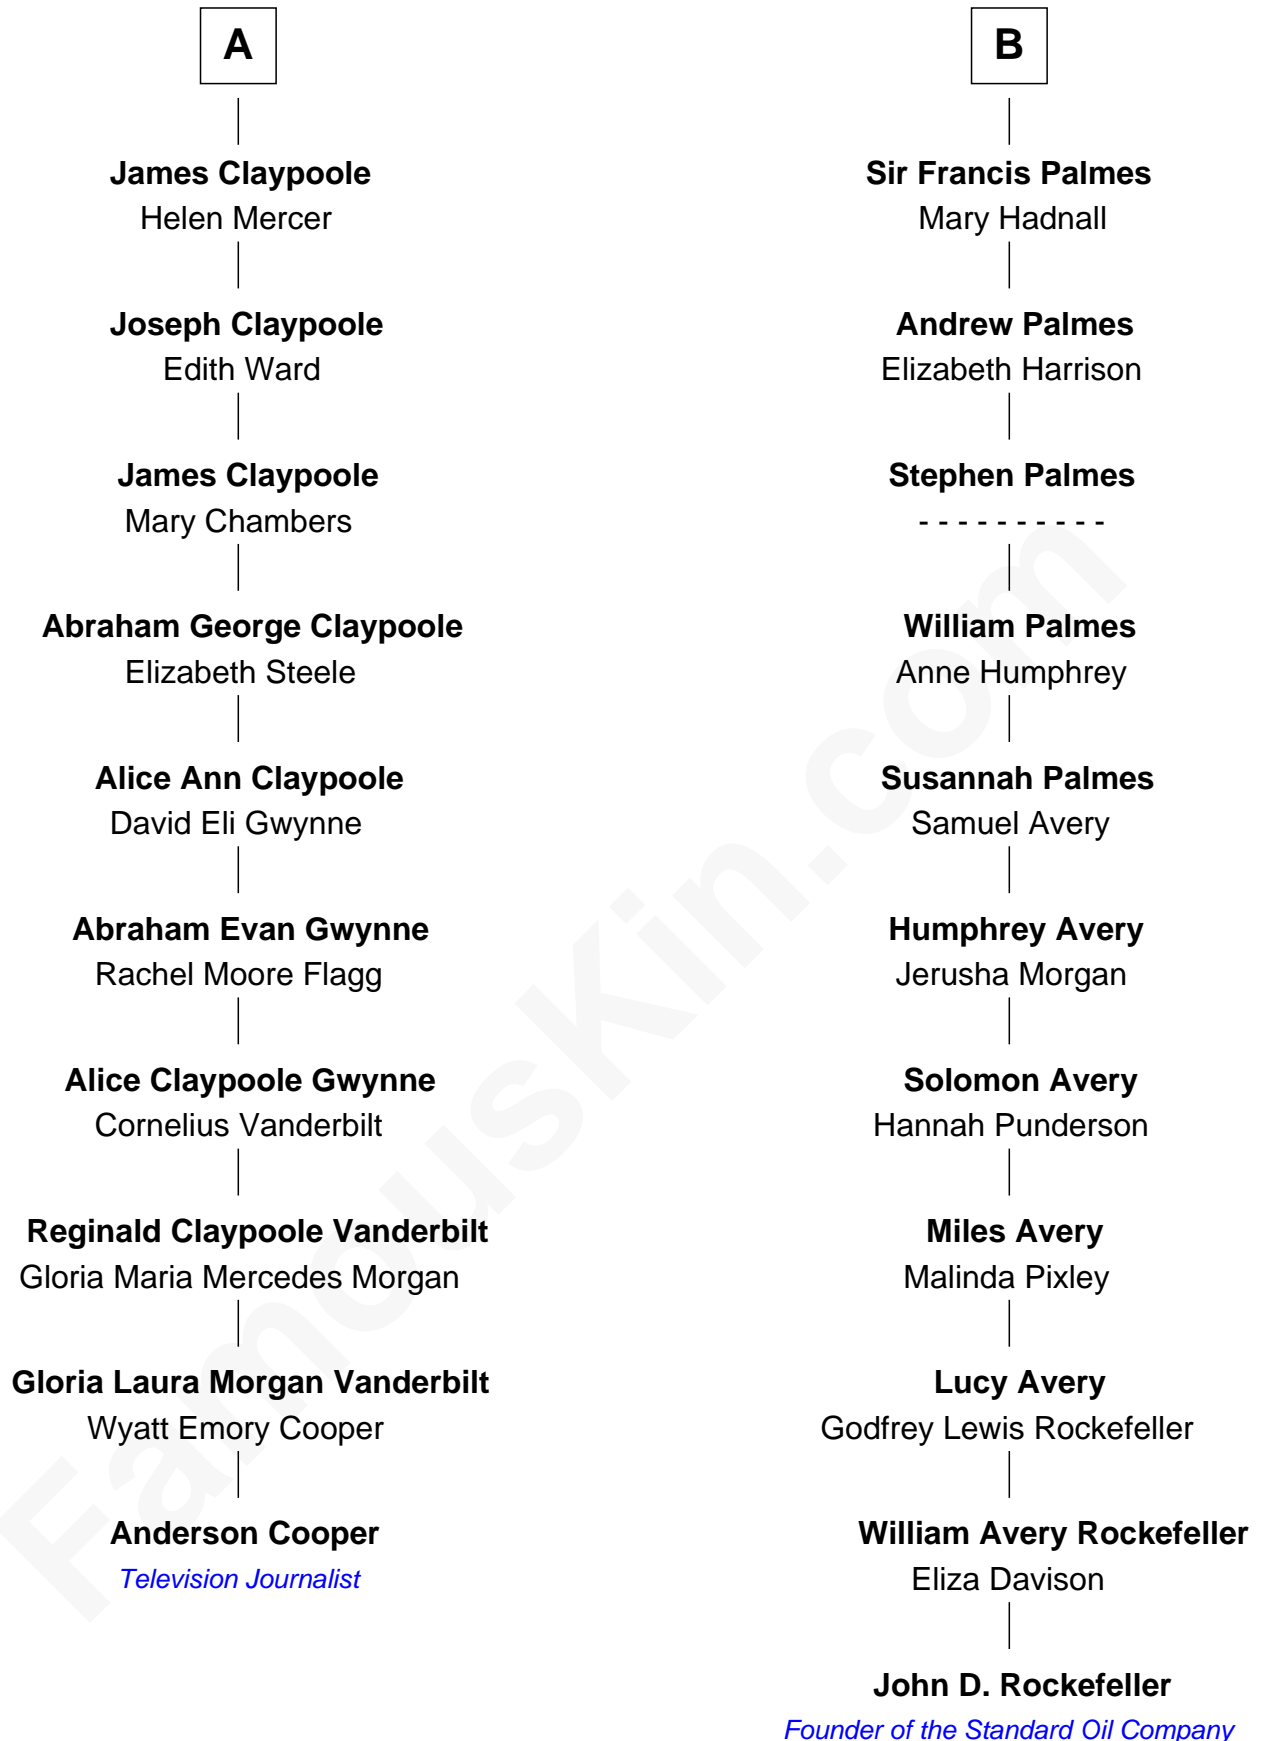 A
James Claypoole
Helen Mercer
Joseph Claypoole
Edith Ward
James Claypoole
Mary Chambers
Abraham George Claypoole
Elizabeth Steele
Alice Ann Claypoole
David Eli Gwynne
Abraham Evan Gwynne
Rachel Moore Flagg
Alice Claypoole Gwynne
Cornelius Vanderbilt
Reginald Claypoole Vanderbilt
Gloria Maria Mercedes Morgan
Gloria Laura Morgan Vanderbilt
Wyatt Emory Cooper
Anderson Cooper
Television Journalist
B
Sir Francis Palmes
Mary Hadnall
Andrew Palmes
Elizabeth Harrison
Stephen Palmes
- - - - - - - - - -
William Palmes
Anne Humphrey
Susannah Palmes
Samuel Avery
Humphrey Avery
Jerusha Morgan
Solomon Avery
Hannah Punderson
Miles Avery
Malinda Pixley
Lucy Avery
Godfrey Lewis Rockefeller
William Avery Rockefeller
Eliza Davison
John D. Rockefeller
Founder of the Standard Oil Company
FamousKin.com